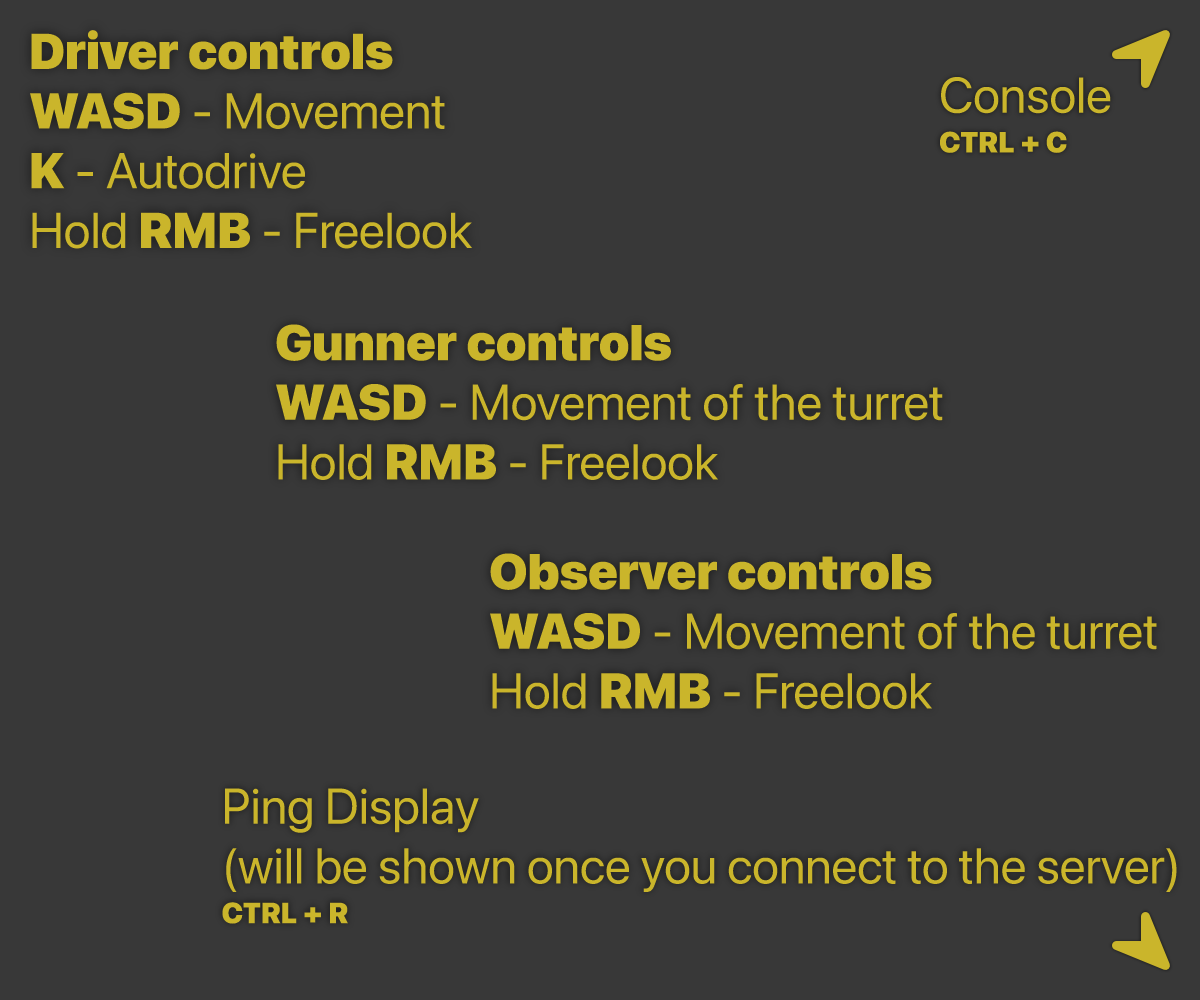 Driver controls
WASD - Movement
K - Autodrive
Hold RMB - Freelook
Console
CTRL + C
Gunner controls
WASD - Movement of the turret
Hold RMB - Freelook
Observer controls
WASD - Movement of the turret
Hold RMB - Freelook
Ping Display
(will be shown once you connect to the server)
CTRL + R